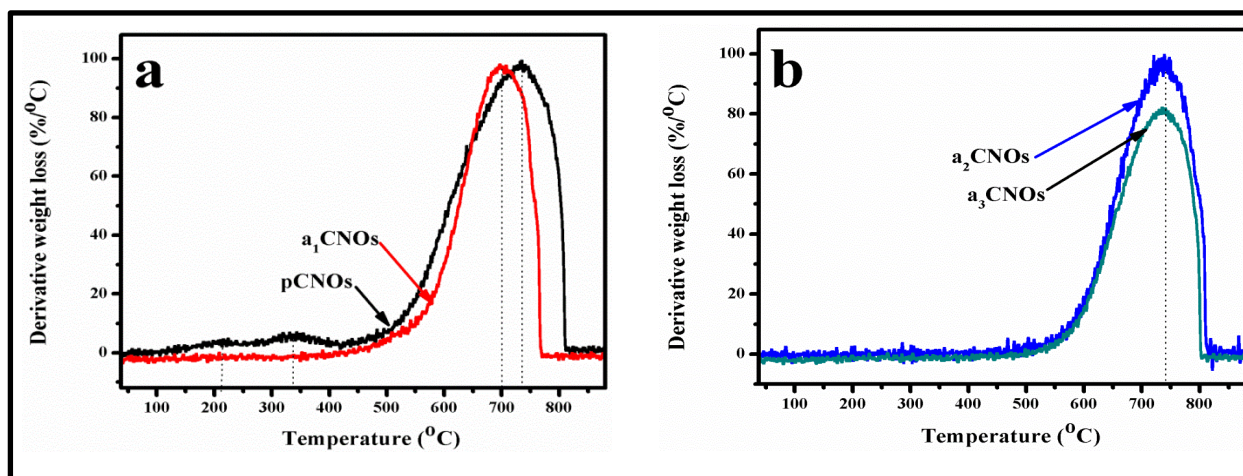 a
Derivative weight loss (%/⁰C)
100
80
60
40
20
0
a₁CNOs
pCNOs
100
200
300
400
500
600
700
800
Temperature (⁰C)
b
Derivative weight loss (%/⁰C)
100
80
60
40
20
0
a₂CNOs
a₃CNOs
100
200
300
400
500
600
700
800
Temperature (⁰C)